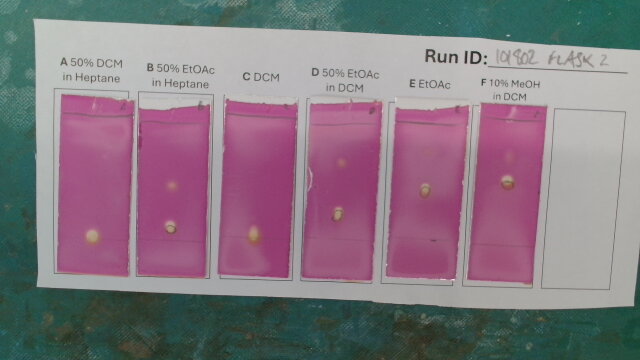 Run ID: 101802 FLASK 2
A 50% DCM
in Heptane
B 50% EtOAc
in Heptane
C DCM
D 50% EtOAc
in DCM
E EtOAc
F 10% MeOH
in DCM